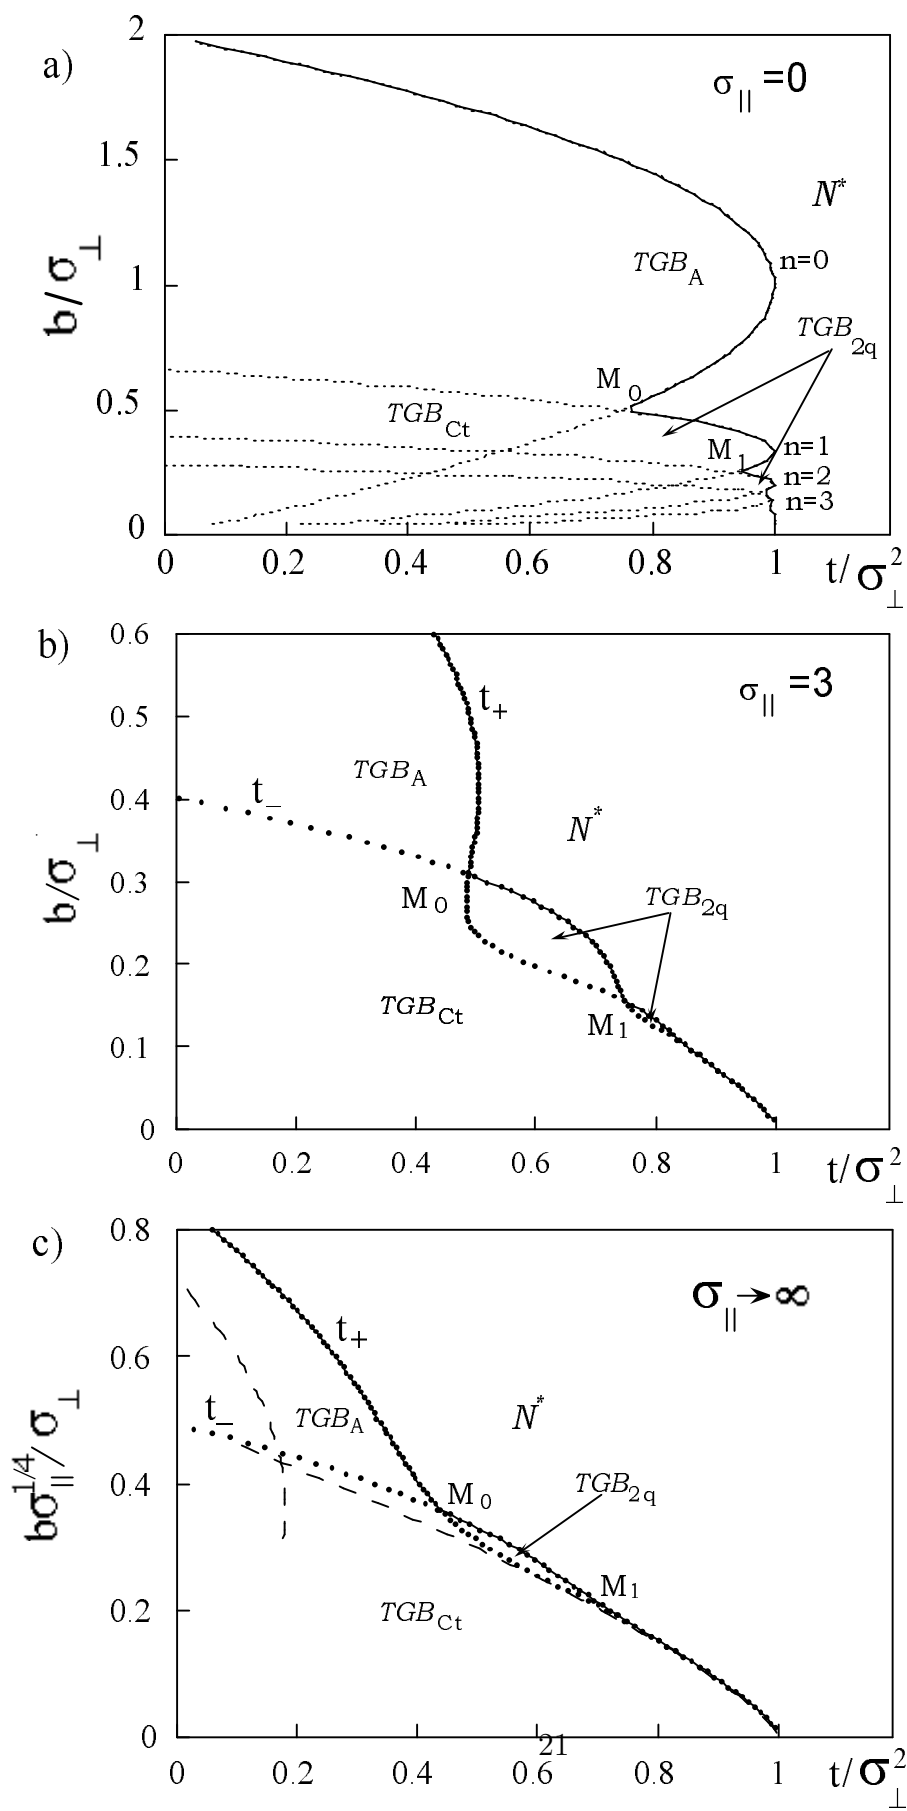 a)
2
σ|| =0
1.5
N*
b/σ⊥
TGBA
n=0
1
TGB2q
M0
TGBCt
0.5
M1
n=1
n=2
n=3
0
0 0.2 0.4 0.6 0.8 1 t/σ⊥²
b)
0.6
σ|| =3
t+
0.5
TGBA
t−
N*
0.4
b/σ⊥
0.3
M0
TGB2q
0.2
TGBCt
M1
0.1
0
0 0.2 0.4 0.6 0.8 1 t/σ⊥²
c)
0.8
σ||→∞
t+
0.6
t−
TGBA
N*
bσ||^1/4/σ⊥
0.4
M0
TGB2q
M1
0.2
TGBCt
0
21
0 0.2 0.4 0.6 0.8 1 t/σ⊥²